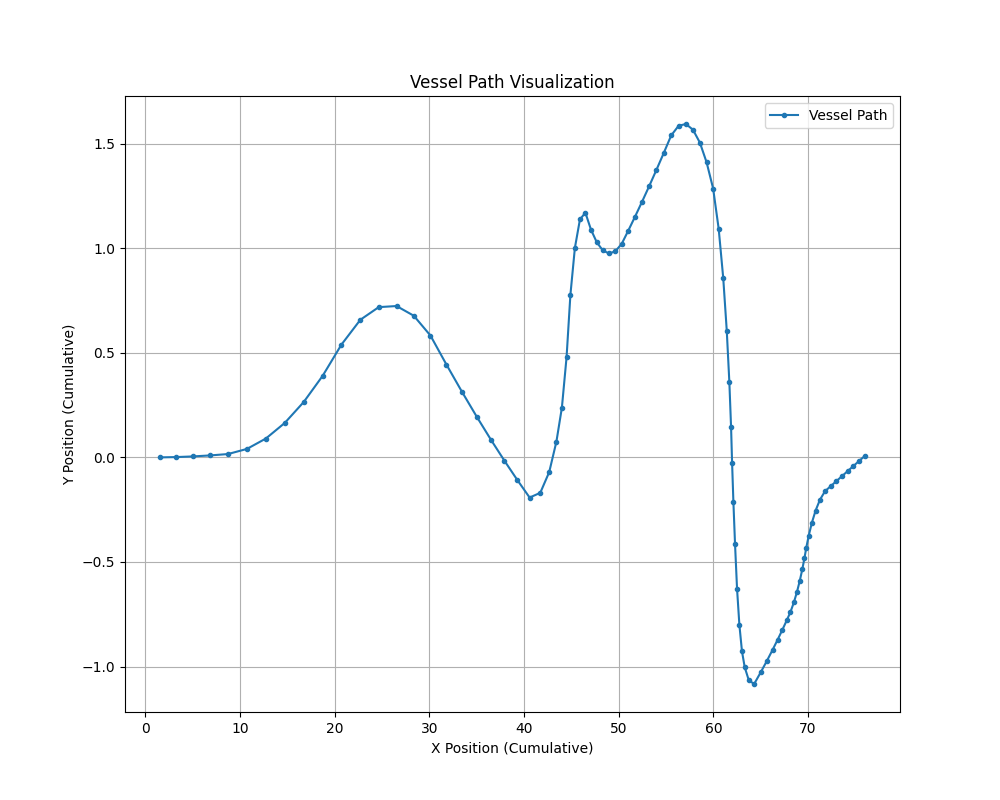 Vessel Path Visualization
Vessel Path
Y Position (Cumulative)
1.5
1.0
0.5
0.0
−0.5
−1.0
0 10 20 30 40 50 60 70
X Position (Cumulative)